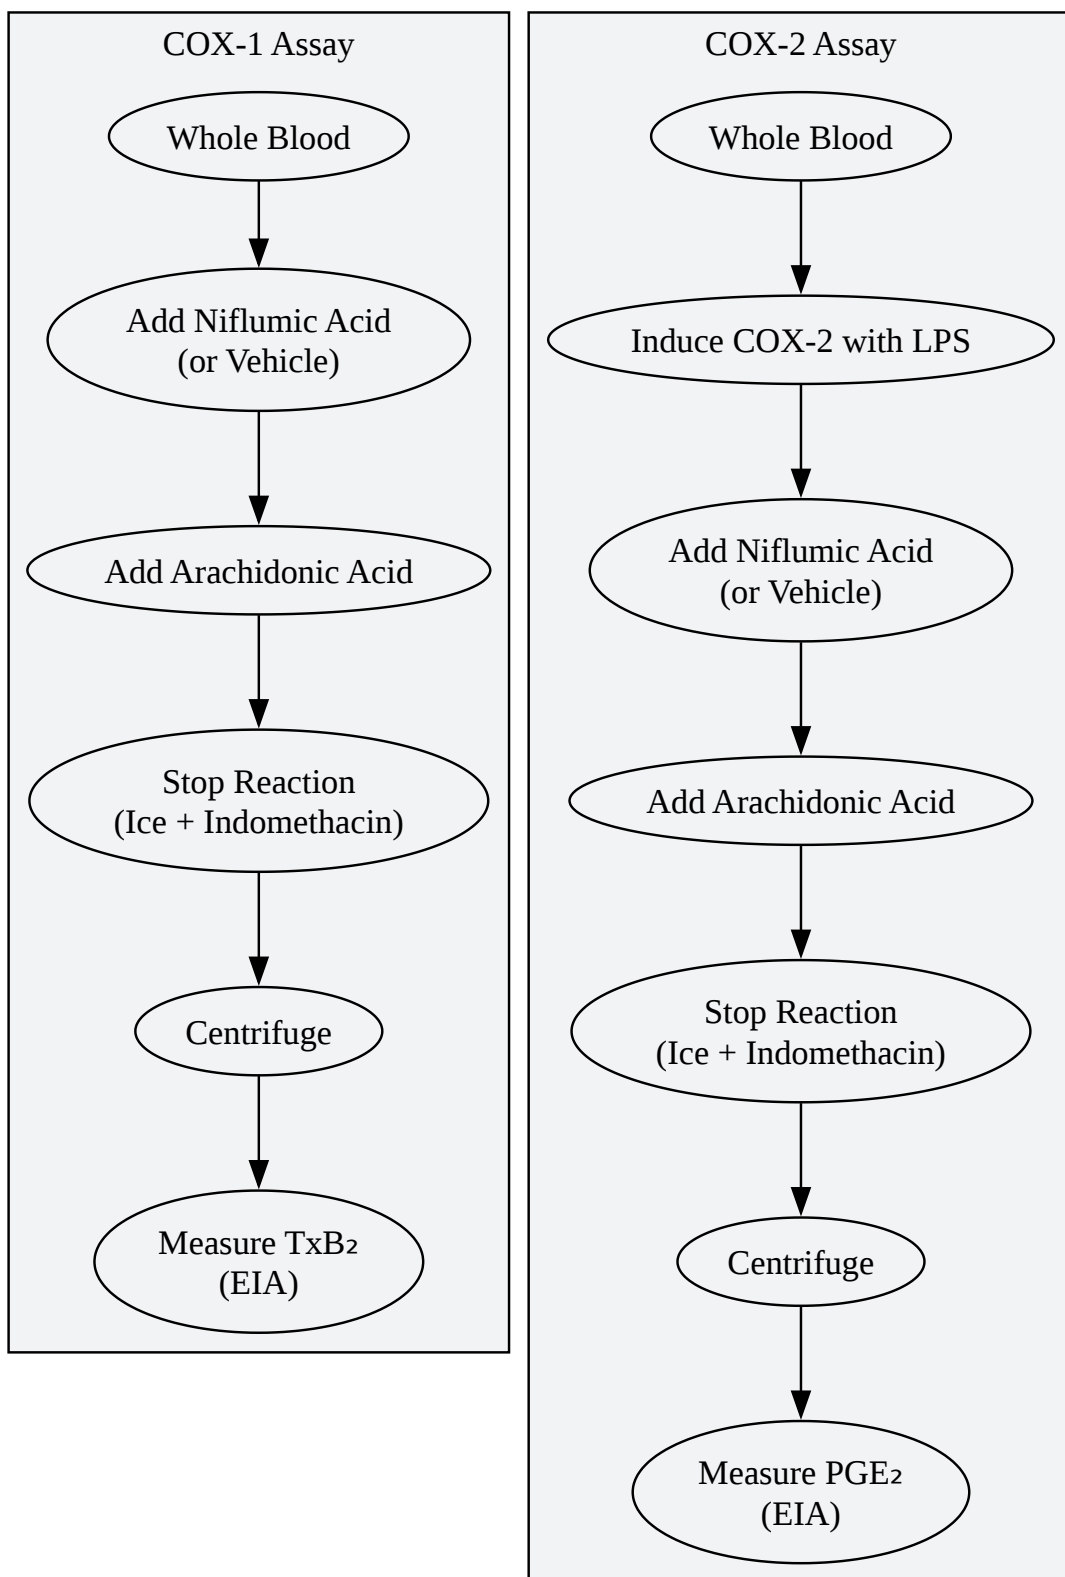 COX-1 Assay
Whole Blood
Add Niflumic Acid
(or Vehicle)
Add Arachidonic Acid
Stop Reaction
(Ice + Indomethacin)
Centrifuge
Measure TxB₂
(EIA)
COX-2 Assay
Whole Blood
Induce COX-2 with LPS
Add Niflumic Acid
(or Vehicle)
Add Arachidonic Acid
Stop Reaction
(Ice + Indomethacin)
Centrifuge
Measure PGE₂
(EIA)